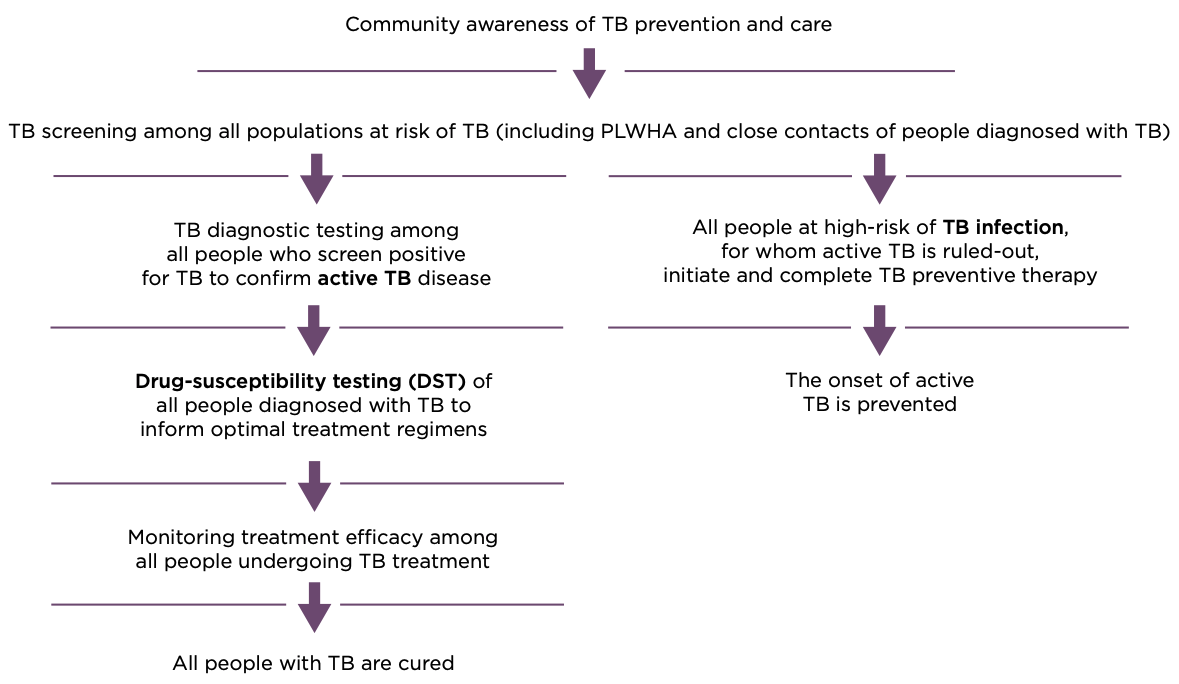 Community awareness of TB prevention and care
TB screening among all populations at risk of TB (including PLWHA and close contacts of people diagnosed with TB)
TB diagnostic testing among
all people who screen positive
for TB to confirm active TB disease
Drug-susceptibility testing (DST) of
all people diagnosed with TB to
inform optimal treatment regimens
Monitoring treatment efficacy among
all people undergoing TB treatment
All people with TB are cured
All people at high-risk of TB infection,
for whom active TB is ruled-out,
initiate and complete TB preventive therapy
The onset of active
TB is prevented